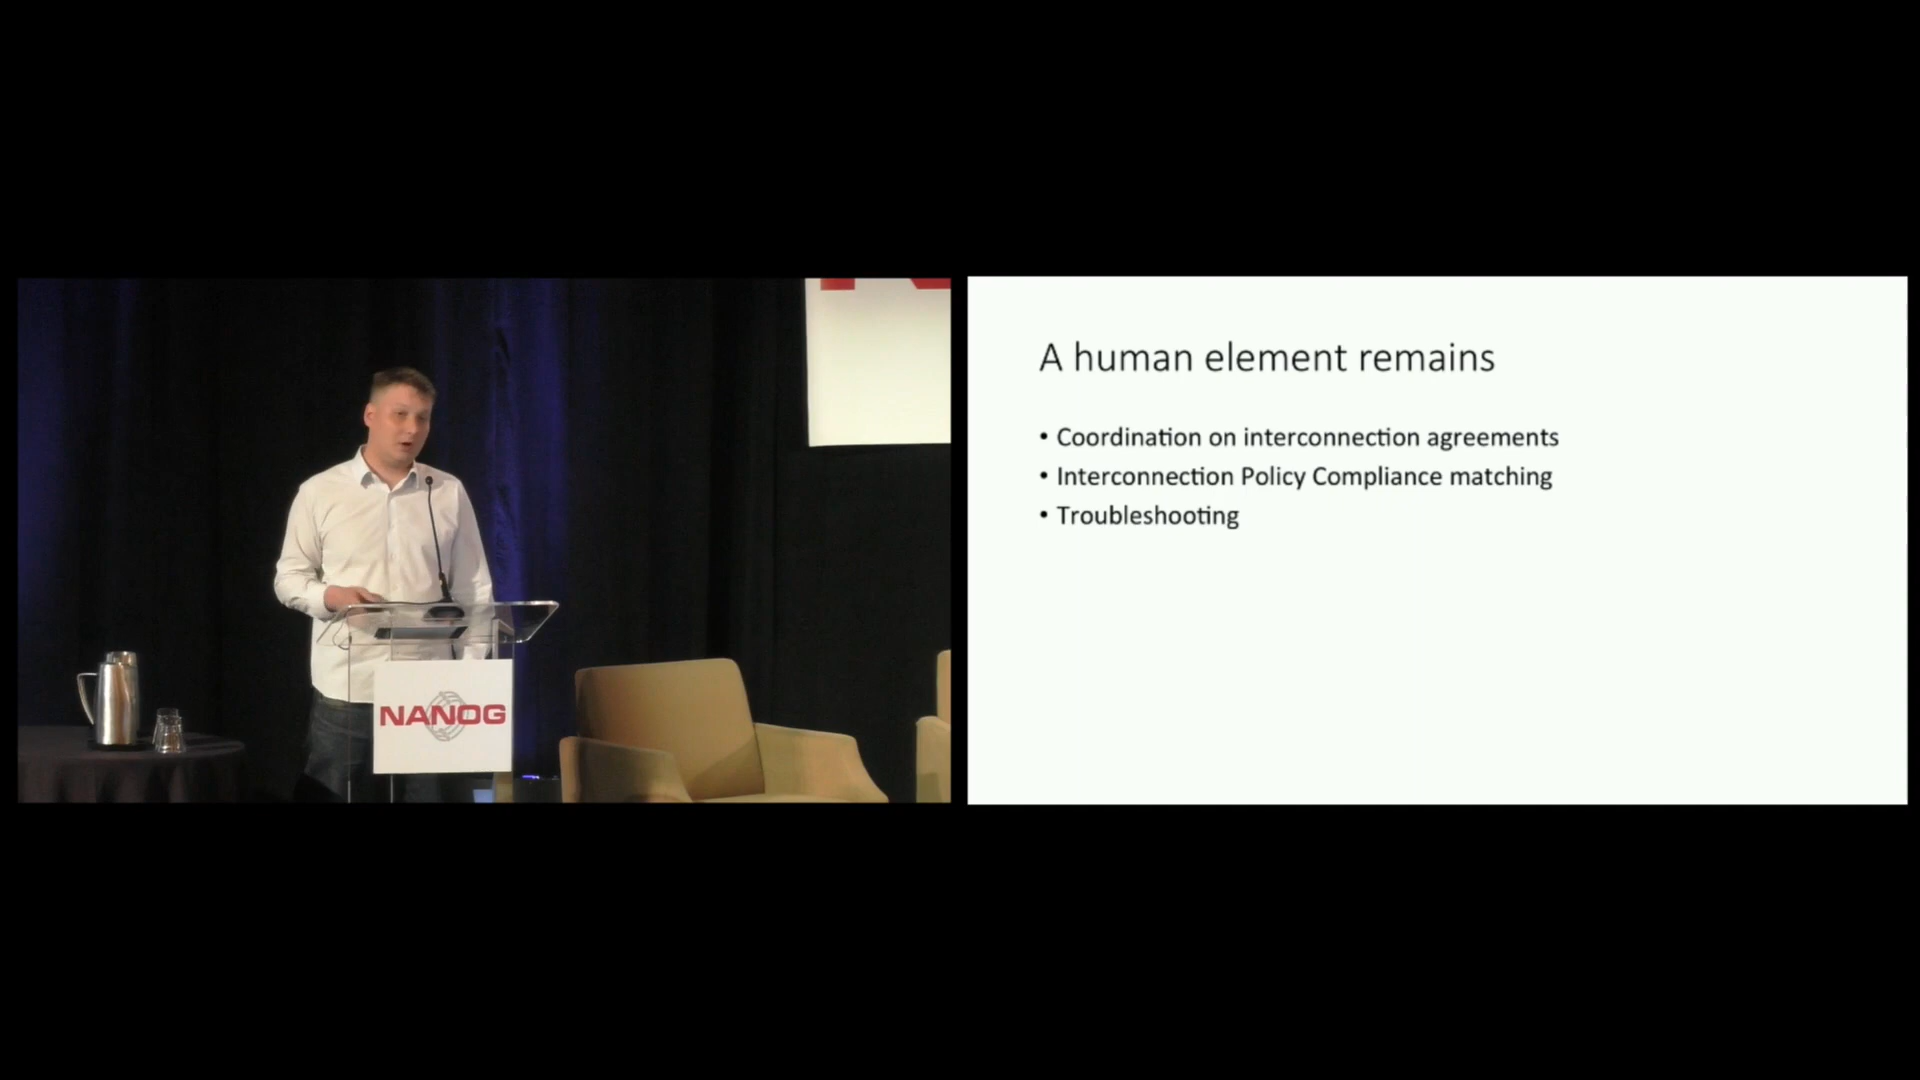 NANOG
A human element remains
• Coordination on interconnection agreements
• Interconnection Policy Compliance matching
• Troubleshooting